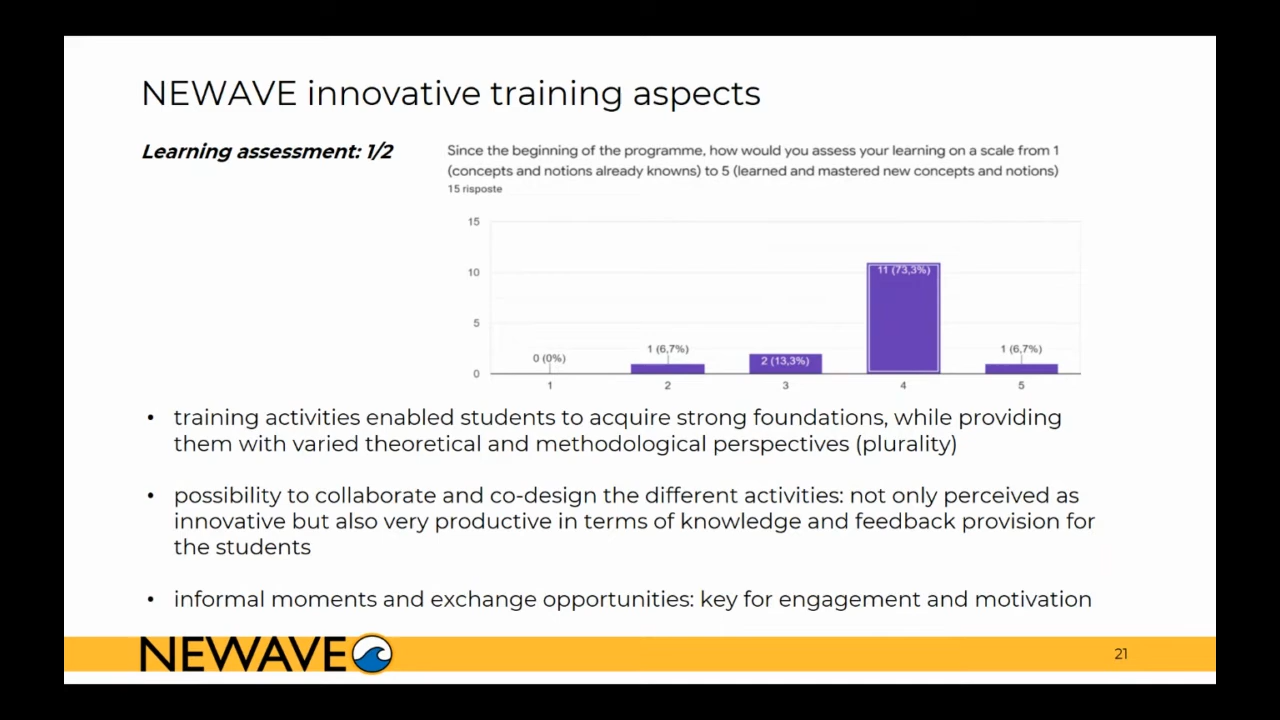 NEWAVE innovative training aspects
Learning assessment: 1/2
Since the beginning of the programme, how would you assess your learning on a scale from 1
(concepts and notions already knowns) to 5 (learned and mastered new concepts and notions)
15 risposte
15
10
5
0
0 (0%)
1 (6,7%)
2 (13,3%)
11 (73,3%)
1 (6,7%)
1 2 3 4 5
• training activities enabled students to acquire strong foundations, while providing
them with varied theoretical and methodological perspectives (plurality)
• possibility to collaborate and co-design the different activities: not only perceived as
innovative but also very productive in terms of knowledge and feedback provision for
the students
• informal moments and exchange opportunities: key for engagement and motivation
NEWAVE
21